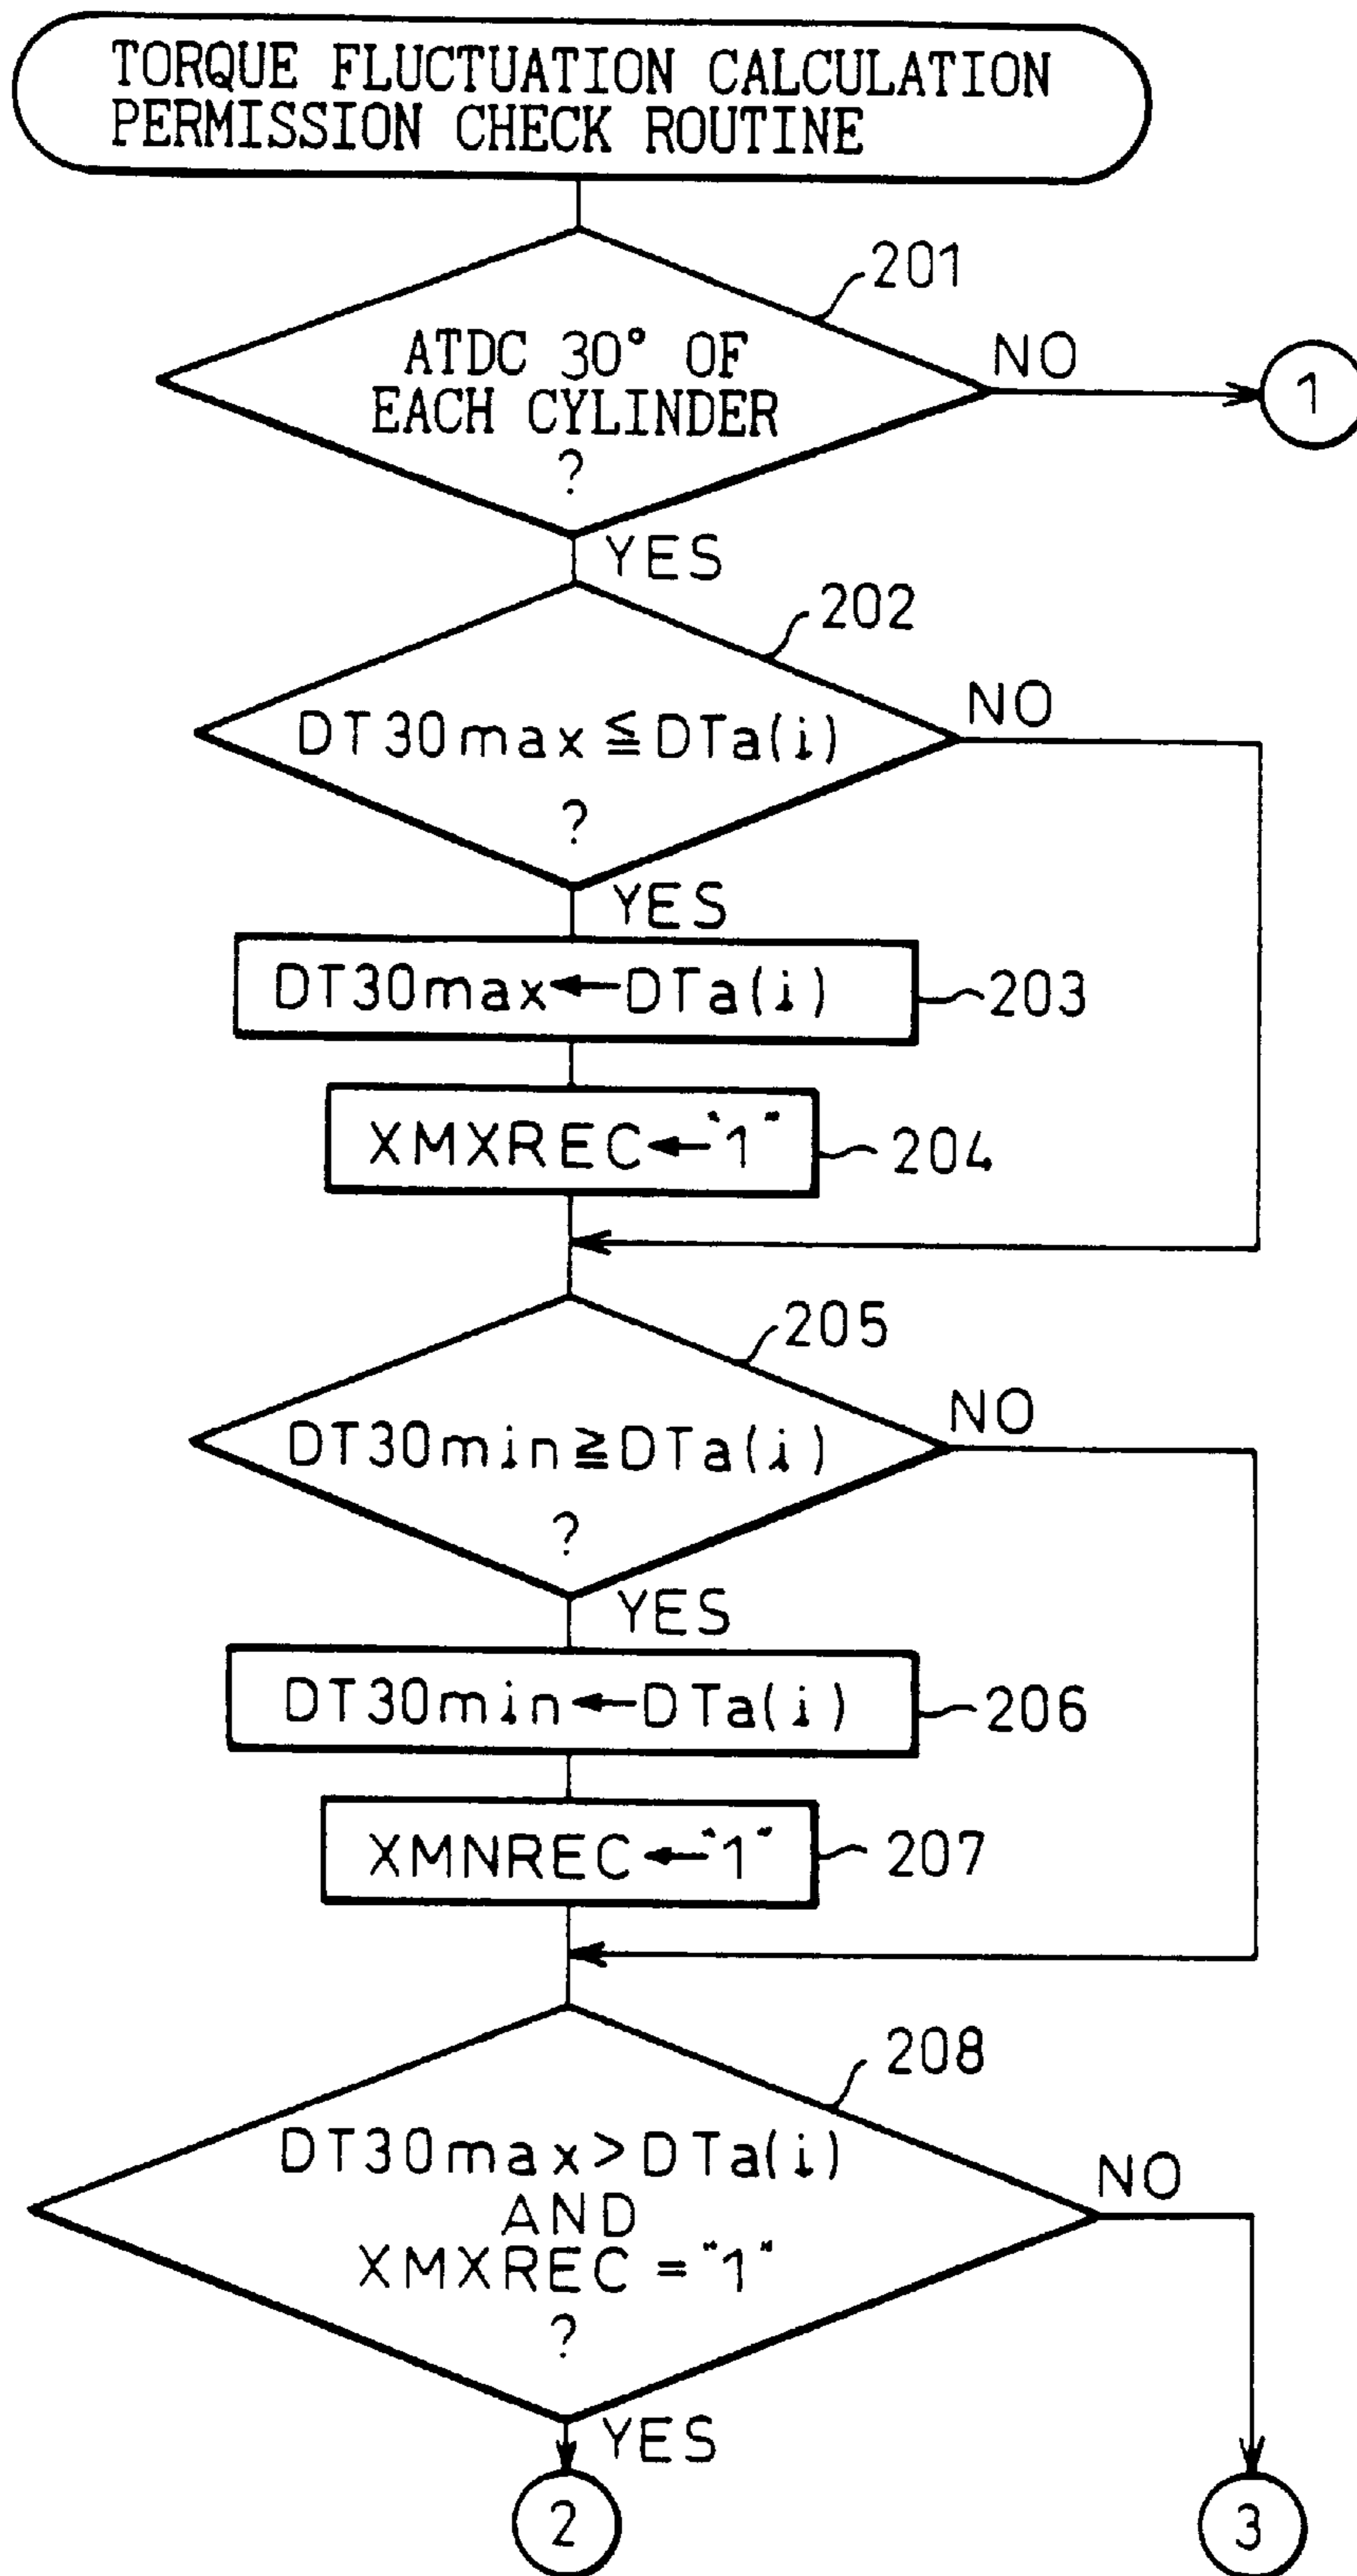 TORQUE FLUCTUATION CALCULATION
PERMISSION CHECK ROUTINE
201
ATDC 30° OF
EACH CYLINDER
?
NO
1
YES
202
DT30max≦DTa(i)
?
NO
YES
DT30max←DTa(i)
203
XMXREC←"1"
204
205
DT30min≧DTa(i)
?
NO
YES
DT30min←DTa(i)
206
XMNREC←"1"
207
208
DT30max>DTa(i)
AND
XMXREC="1"
?
NO
YES
2
3